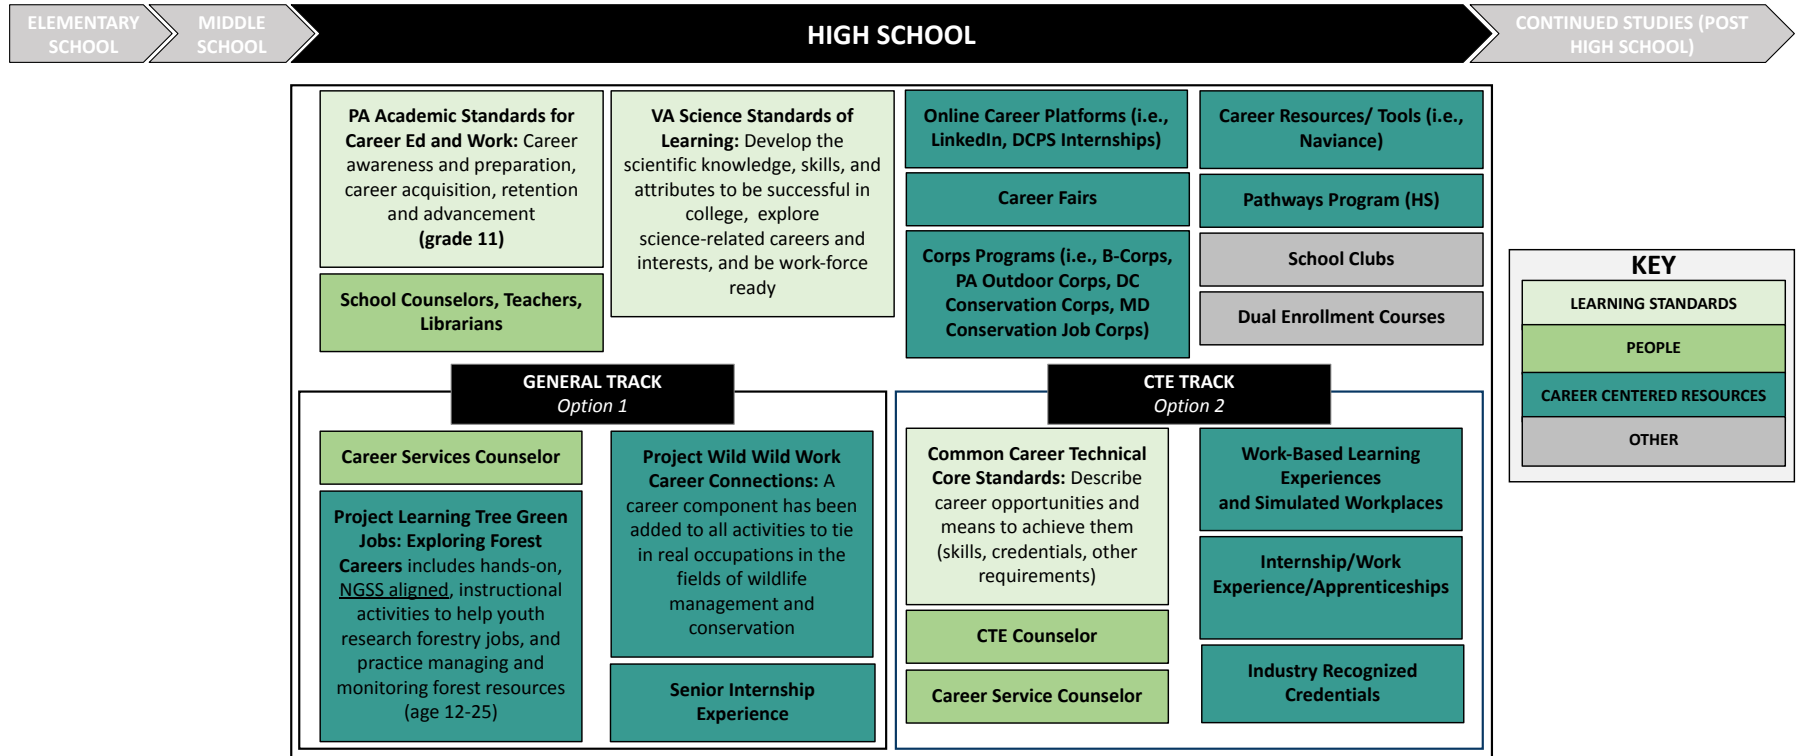 ELEMENTARY
SCHOOL
MIDDLE
SCHOOL
HIGH SCHOOL
CONTINUED STUDIES (POST
HIGH SCHOOL)
PA Academic Standards for
Career Ed and Work: Career
awareness and preparation,
career acquisition, retention
and advancement
(grade 11)
School Counselors, Teachers,
Librarians
VA Science Standards of
Learning: Develop the
scientific knowledge, skills, and
attributes to be successful in
college, explore
science-related careers and
interests, and be work-force
ready
Online Career Platforms (i.e.,
LinkedIn, DCPS Internships)
Career Fairs
Corps Programs (i.e., B-Corps,
PA Outdoor Corps, DC
Conservation Corps, MD
Conservation Job Corps)
Career Resources/ Tools (i.e.,
Naviance)
Pathways Program (HS)
School Clubs
Dual Enrollment Courses
KEY
LEARNING STANDARDS
PEOPLE
CAREER CENTERED RESOURCES
OTHER
GENERAL TRACK
Option 1
Career Services Counselor
Project Learning Tree Green
Jobs: Exploring Forest
Careers includes hands-on,
NGSS aligned, instructional
activities to help youth
research forestry jobs, and
practice managing and
monitoring forest resources
(age 12-25)
Project Wild Wild Work
Career Connections: A
career component has been
added to all activities to tie
in real occupations in the
fields of wildlife
management and
conservation
Senior Internship
Experience
CTE TRACK
Option 2
Common Career Technical
Core Standards: Describe
career opportunities and
means to achieve them
(skills, credentials, other
requirements)
CTE Counselor
Career Service Counselor
Work-Based Learning
Experiences
and Simulated Workplaces
Internship/Work
Experience/Apprenticeships
Industry Recognized
Credentials